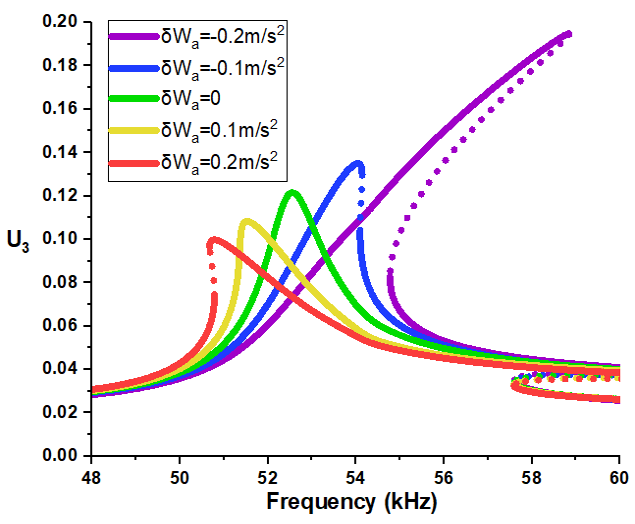 0.20
0.18
0.16
0.14
0.12
0.10
0.08
0.06
0.04
0.02
0.00
U₃
δWₐ=-0.2m/s²
δWₐ=-0.1m/s²
δWₐ=0
δWₐ=0.1m/s²
δWₐ=0.2m/s²
48 50 52 54 56 58 60
Frequency (kHz)